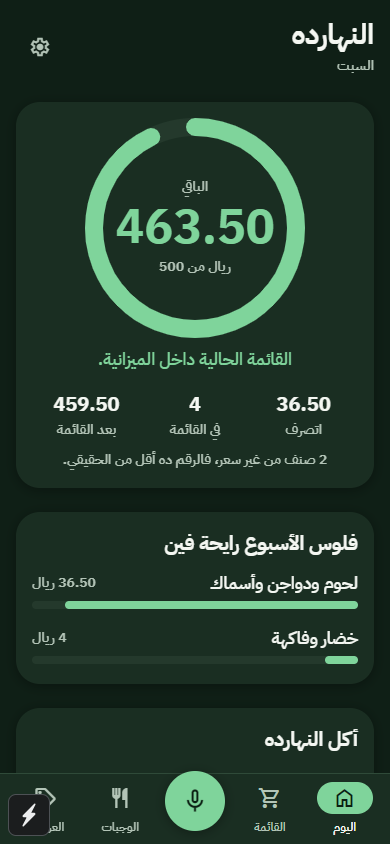 النهارده
السبت
الباقي
463.50
ريال من 500
القائمة الحالية داخل الميزانية.
36.50 4 459.50
اتصرف في القائمة بعد القائمة
2 صنف من غير سعر، فالرقم ده أقل من الحقيقي.
فلوس الأسبوع رايحة فين
لحوم ودواجن وأسماك 36.50 ريال
خضار وفاكهة 4 ريال
أكل النهارده
اليوم القائمة الوجبات